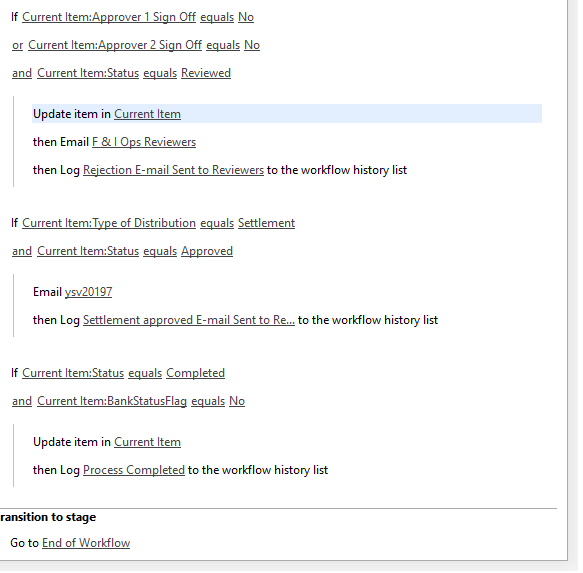 If Current Item:Approver 1 Sign Off equals No
or Current Item:Approver 2 Sign Off equals No
and Current Item:Status equals Reviewed
Update item in Current Item
then Email F & I Ops Reviewers
then Log Rejection E-mail Sent to Reviewers to the workflow history list
If Current Item:Type of Distribution equals Settlement
and Current Item:Status equals Approved
Email ysv20197
then Log Settlement approved E-mail Sent to Re... to the workflow history list
If Current Item:Status equals Completed
and Current Item:BankStatusFlag equals No
Update item in Current Item
then Log Process Completed to the workflow history list
ransition to stage
Go to End of Workflow